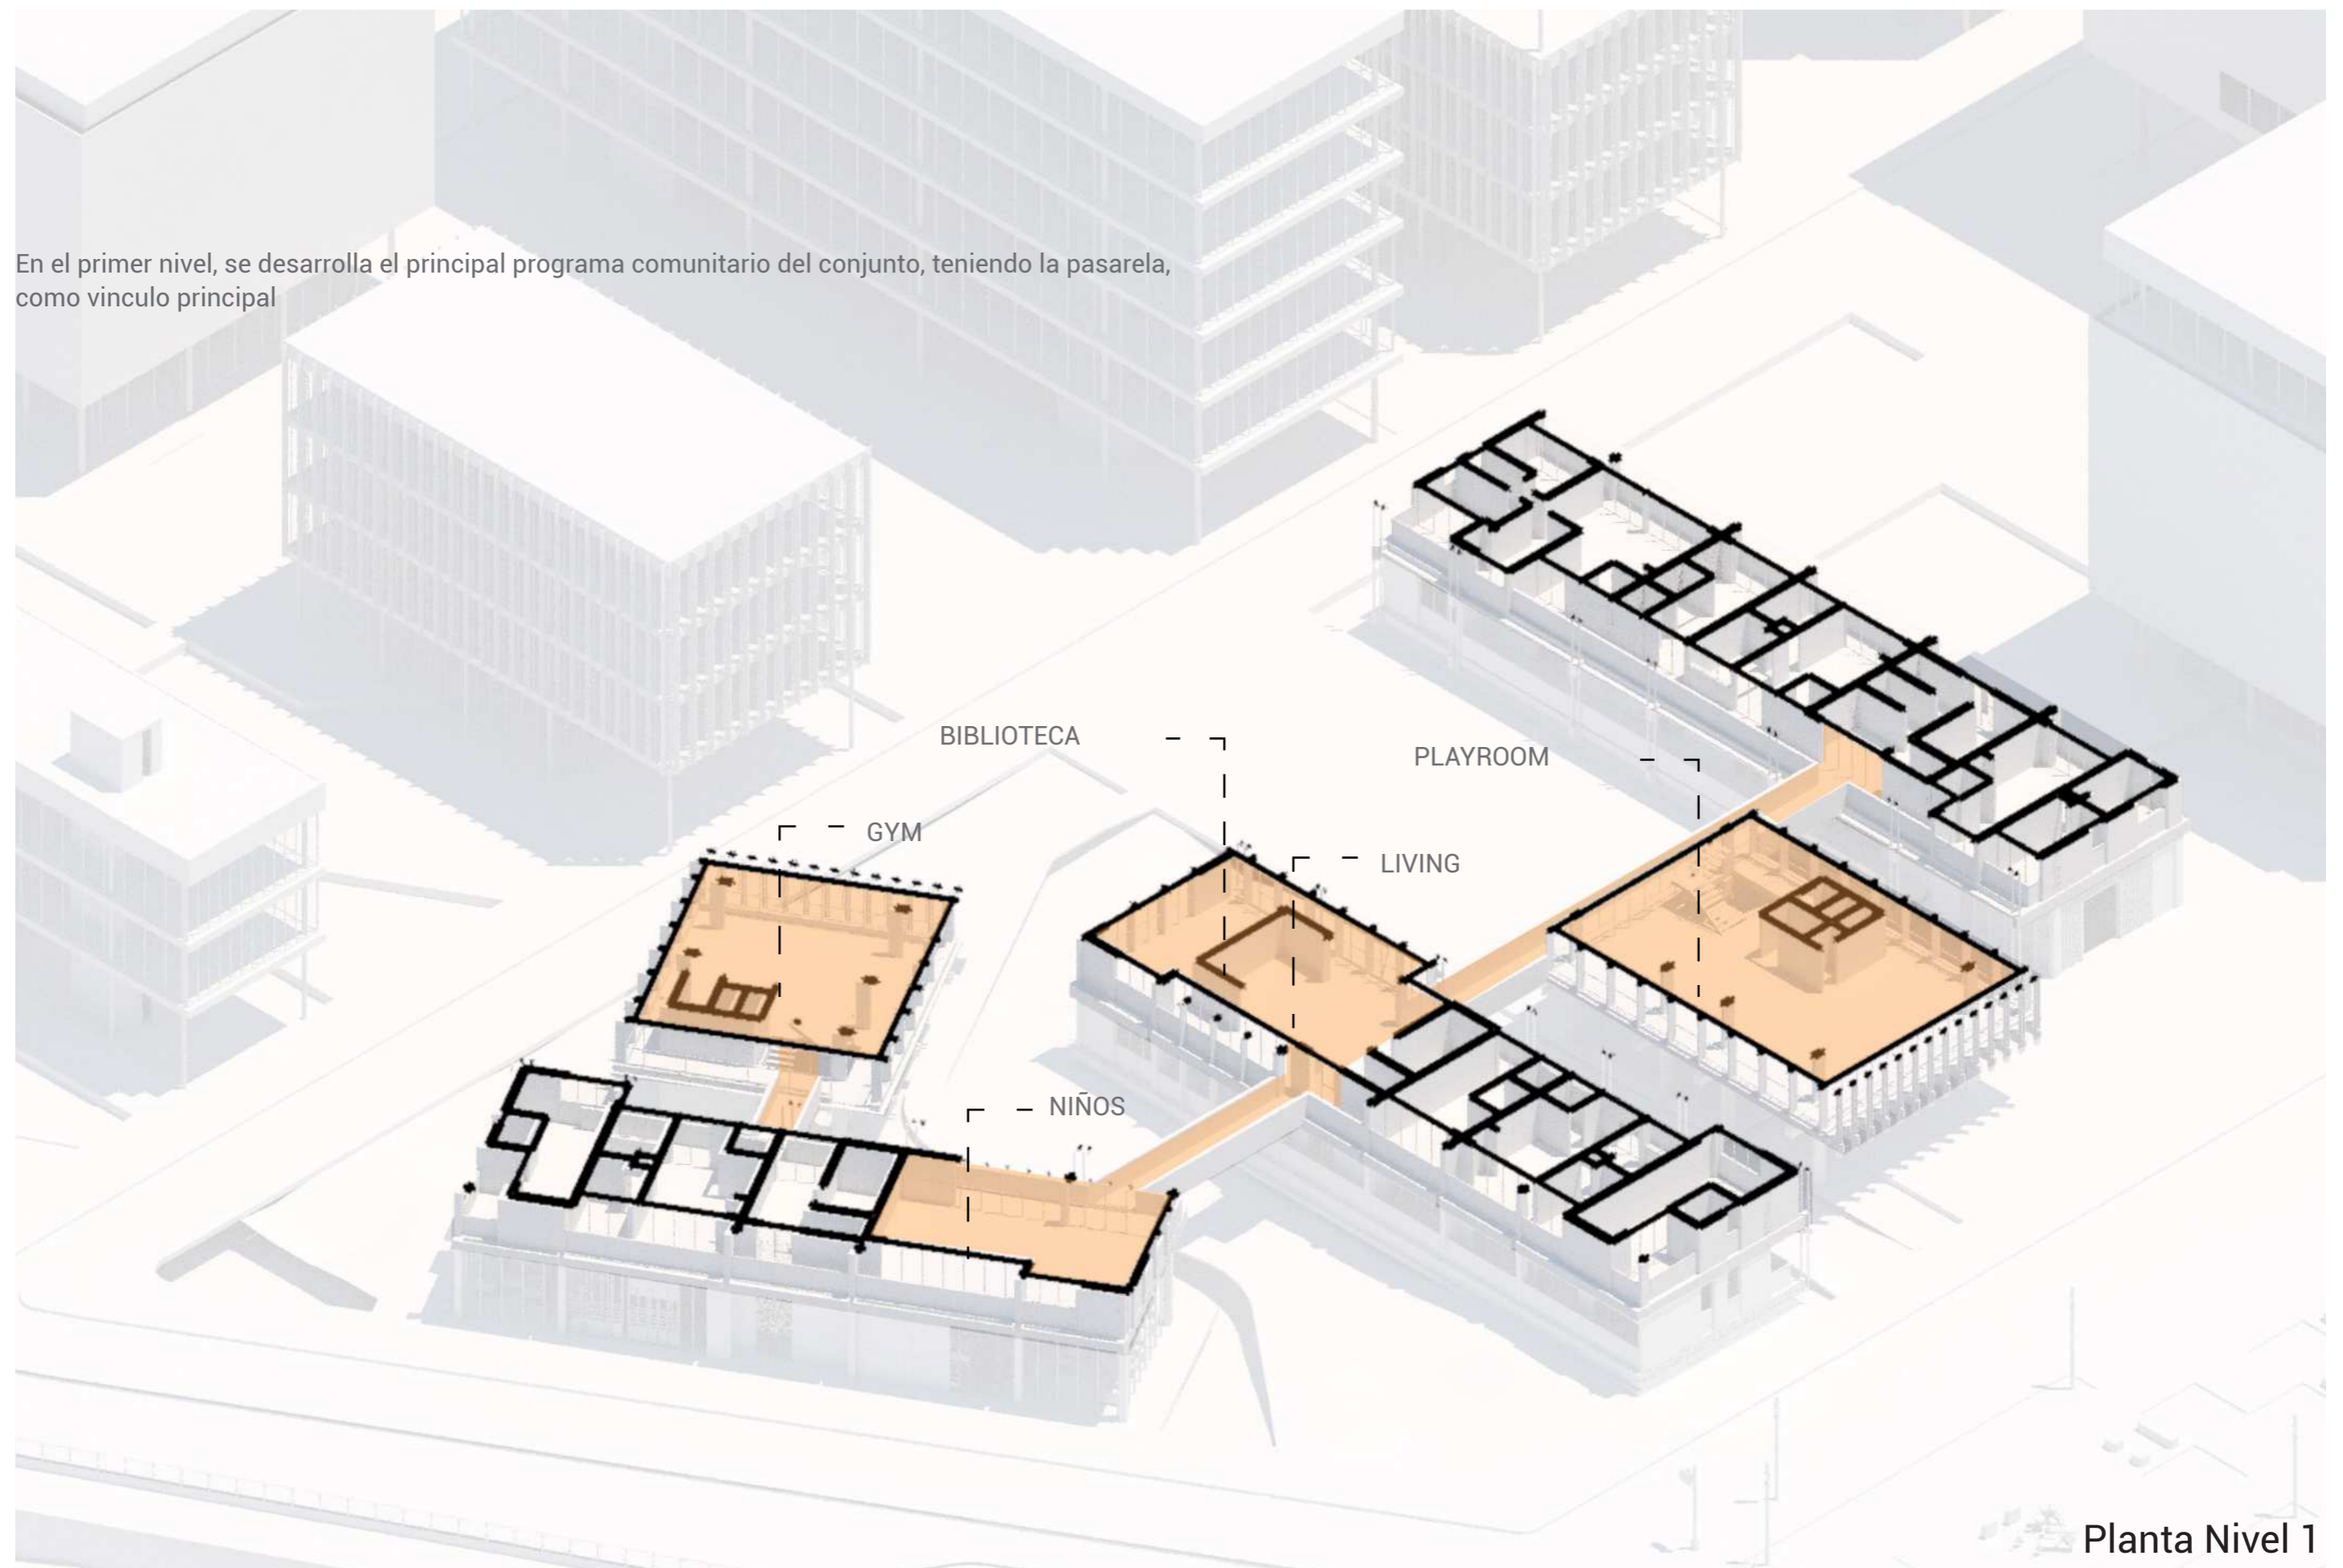 En el primer nivel, se desarrolla el principal programa comunitario del conjunto, teniendo la pasarela,
como vinculo principal
BIBLIOTECA
PLAYROOM
GYM
LIVING
NIÑOS
Planta Nivel 1